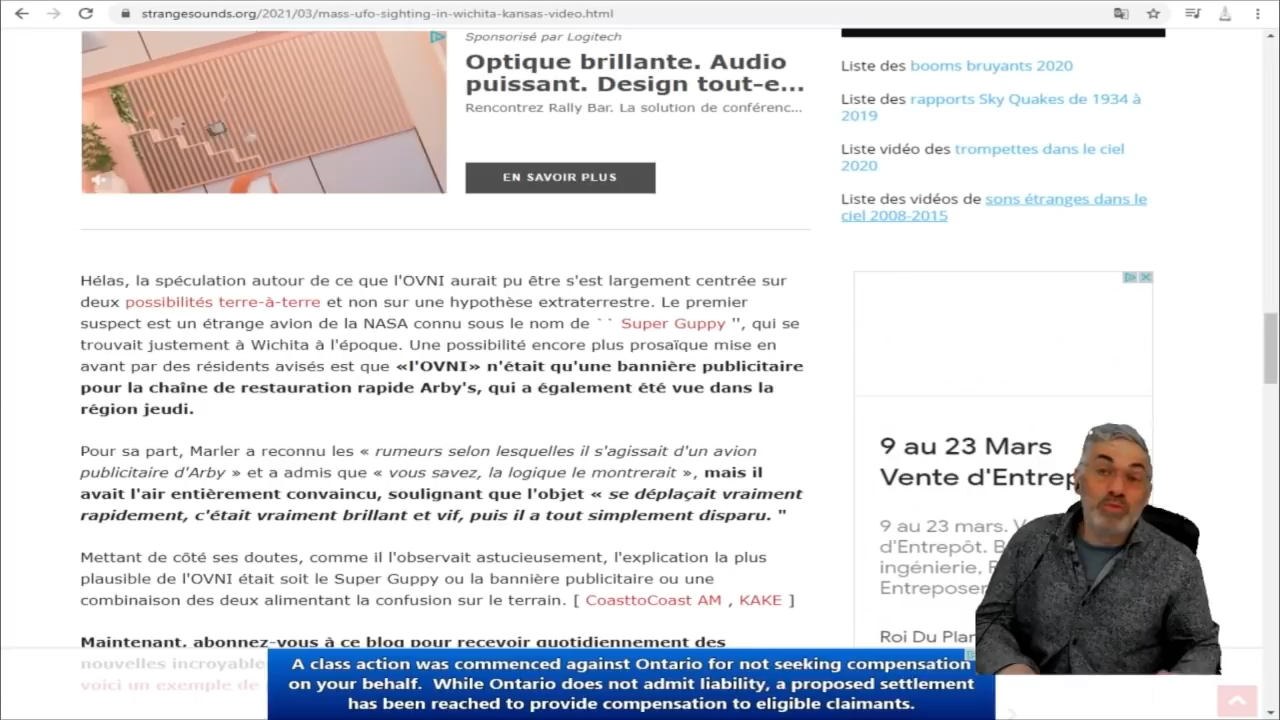 strangesounds.org/2021/03/mass-ufo-sighting-in-wichita-kansas-video.html
Sponsorisé par Logitech
Optique brillante. Audio
puissant. Design tout-e...
Rencontrez Rally Bar. La solution de conférenc...
EN SAVOIR PLUS
Hélas, la spéculation autour de ce que l'OVNI aurait pu être s'est largement centrée sur
deux possibilités terre-à-terre et non sur une hypothèse extraterrestre. Le premier
suspect est un étrange avion de la NASA connu sous le nom de `` Super Guppy '', qui se
trouvait justement à Wichita à l'époque. Une possibilité encore plus prosaïque mise en
avant par des résidents avisés est que «l'OVNI» n'était qu'une bannière publicitaire
pour la chaîne de restauration rapide Arby's, qui a également été vue dans la
région jeudi.
Pour sa part, Marler a reconnu les « rumeurs selon lesquelles il s'agissait d'un avion
publicitaire d'Arby » et a admis que « vous savez, la logique le montrerait », mais il
avait l'air entièrement convaincu, soulignant que l'objet « se déplaçait vraiment
rapidement, c'était vraiment brillant et vif, puis il a tout simplement disparu. "
Mettant de côté ses doutes, comme il l'observait astucieusement, l'explication la plus
plausible de l'OVNI était soit le Super Guppy ou la bannière publicitaire ou une
combinaison des deux alimentant la confusion sur le terrain. [ CoasttoCoast AM , KAKE ]
Maintenant, abonnez-vous à ce blog pour recevoir quotidiennement des
nouvelles incroyable
voici un exemple de
Liste des booms bruyants 2020
Liste des rapports Sky Quakes de 1934 à
2019
Liste vidéo des trompettes dans le ciel
2020
Liste des vidéos de sons étranges dans le
ciel 2008-2015
9 au 23 Mars
Vente d'Entrep
9 au 23 mars. V
d'Entrepôt. B
ingénierie, R
Entreposer
Roi Du Plan
A class action was commenced against Ontario for not seeking compensation
on your behalf. While Ontario does not admit liability, a proposed settlement
has been reached to provide compensation to eligible claimants.